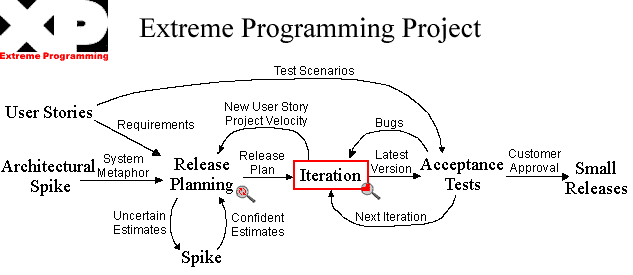 XP
Extreme Programming
Extreme Programming Project
Test Scenarios
User Stories
New User Story
Project Velocity
Bugs
Requirements
Architectural
Spike
System
Metaphor
Release
Planning
Release
Plan
Iteration
Latest
Version
Acceptance
Tests
Customer
Approval
Small
Releases
Uncertain
Estimates
Confident
Estimates
Next Iteration
Spike